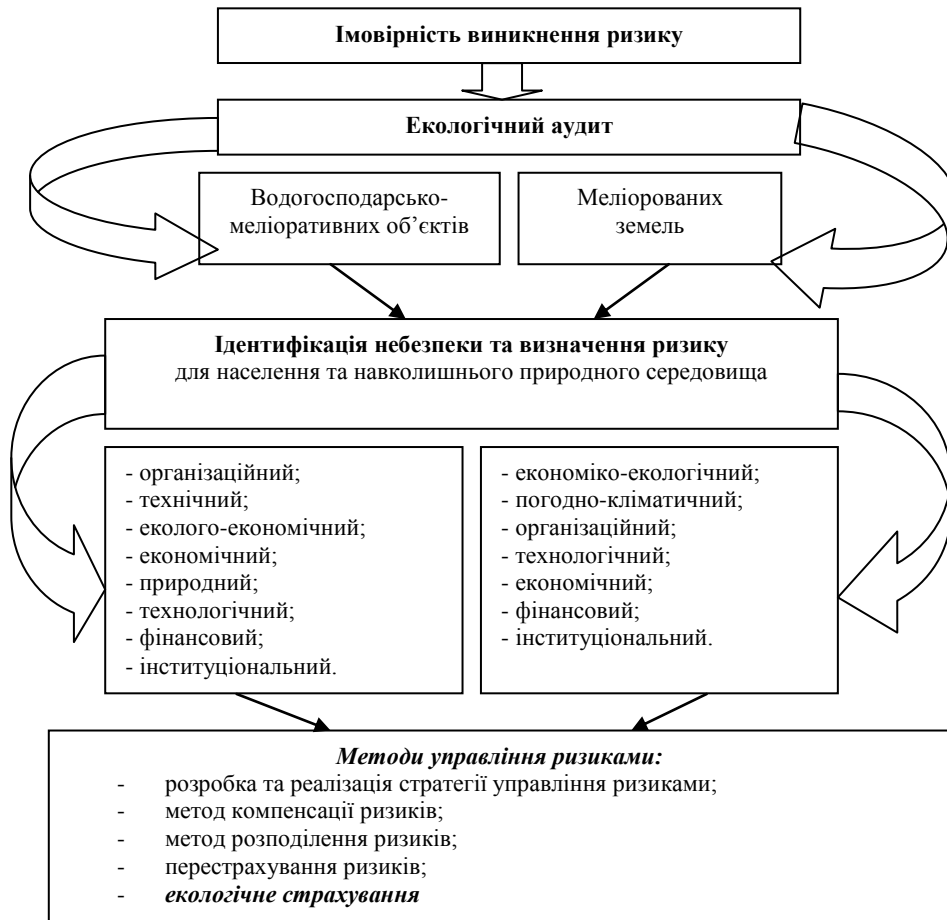 Імовірність виникнення ризику
Екологічний аудит
Водогосподарсько-
меліоративних об’єктів
Меліорованих
земель
Ідентифікація небезпеки та визначення ризику
для населення та навколишнього природного середовища
- організаційний;
- технічний;
- еколого-економічний;
- економічний;
- природний;
- технологічний;
- фінансовий;
- інституціональний.
- економіко-екологічний;
- погодно-кліматичний;
- організаційний;
- технологічний;
- економічний;
- фінансовий;
- інституціональний.
Методи управління ризиками:
- розробка та реалізація стратегії управління ризиками;
- метод компенсації ризиків;
- метод розподілення ризиків;
- перестрахування ризиків;
- екологічне страхування